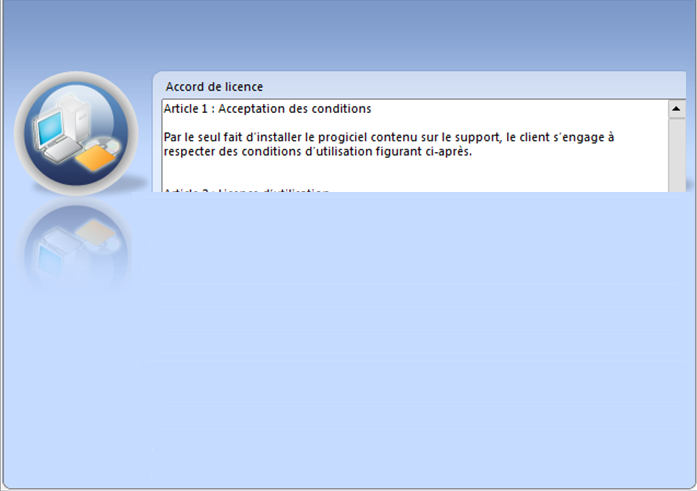 Accord de licence
Article 1 : Acceptation des conditions
Par le seul fait d'installer le progiciel contenu sur le support, le client s'engage à
respecter des conditions d'utilisation figurant ci-après.